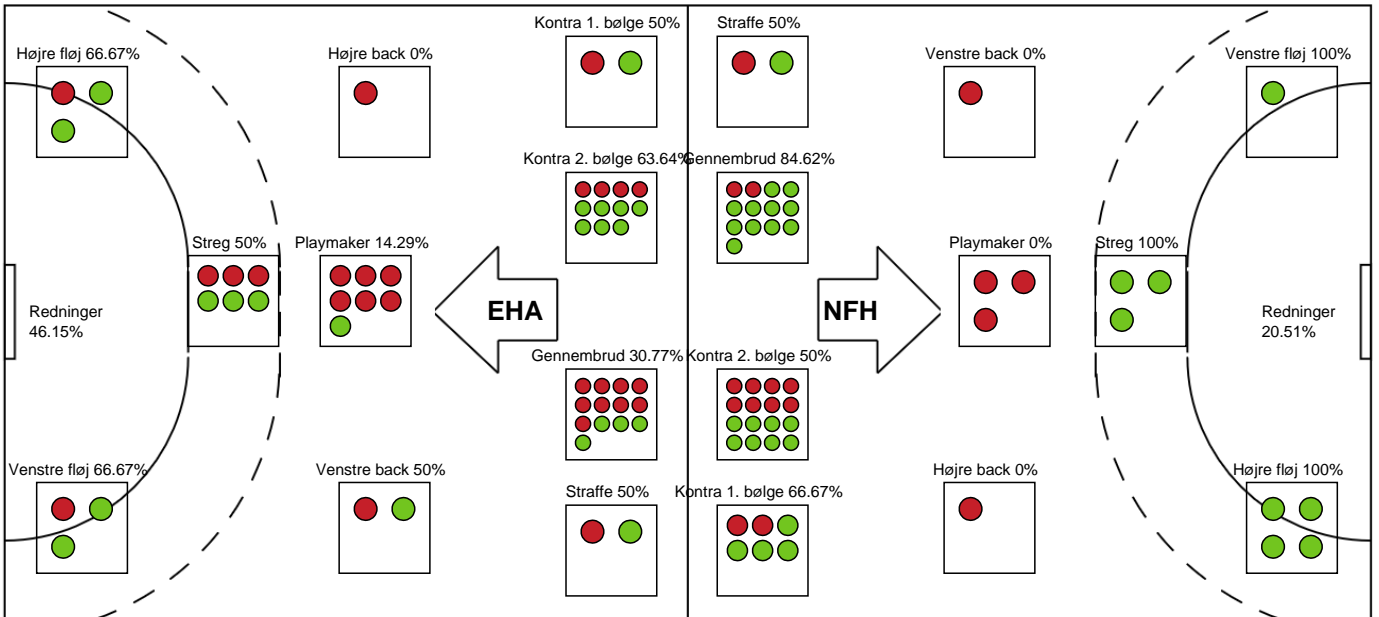 Kontra 1. bølge 50%
Straffe 50%
Højre fløj 66.67%
Højre back 0%
Venstre back 0%
Venstre fløj 100%
Kontra 2. bølge 63.64%
Gennembrud 84.62%
Streg 50%
Playmaker 14.29%
Playmaker 0%
Streg 100%
Redninger
46.15%
EHA
NFH
Redninger
20.51%
Gennembrud 30.77%
Kontra 2. bølge 50%
Venstre fløj 66.67%
Venstre back 50%
Højre back 0%
Højre fløj 100%
Straffe 50%
Kontra 1. bølge 66.67%